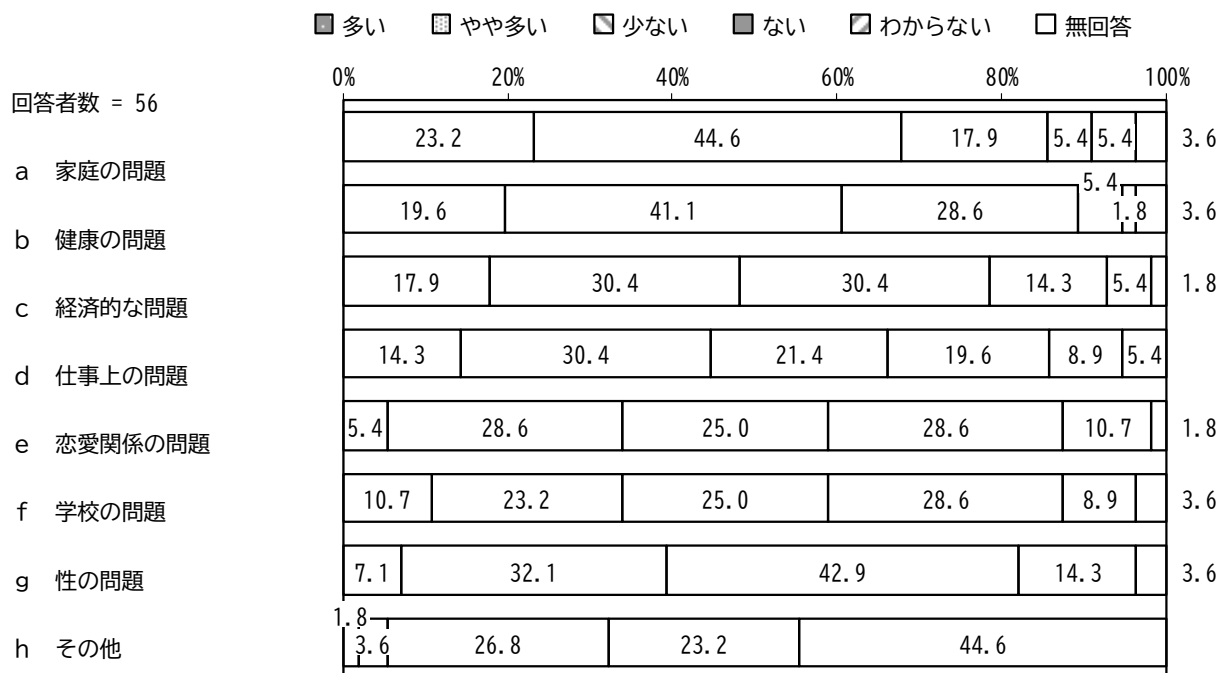 多い やや多い 少ない ない わからない 無回答
0% 20% 40% 60% 80% 100%
回答者数 = 56
23.2 44.6 17.9 5.4 5.4 3.6
a 家庭の問題
5.4
19.6 41.1 28.6 1.8 3.6
b 健康の問題
17.9 30.4 30.4 14.3 5.4 1.8
c 経済的な問題
14.3 30.4 21.4 19.6 8.9 5.4
d 仕事上の問題
5.4 28.6 25.0 28.6 10.7 1.8
e 恋愛関係の問題
10.7 23.2 25.0 28.6 8.9 3.6
f 学校の問題
7.1 32.1 42.9 14.3 3.6
g 性の問題
1.8
3.6 26.8 23.2 44.6
h その他